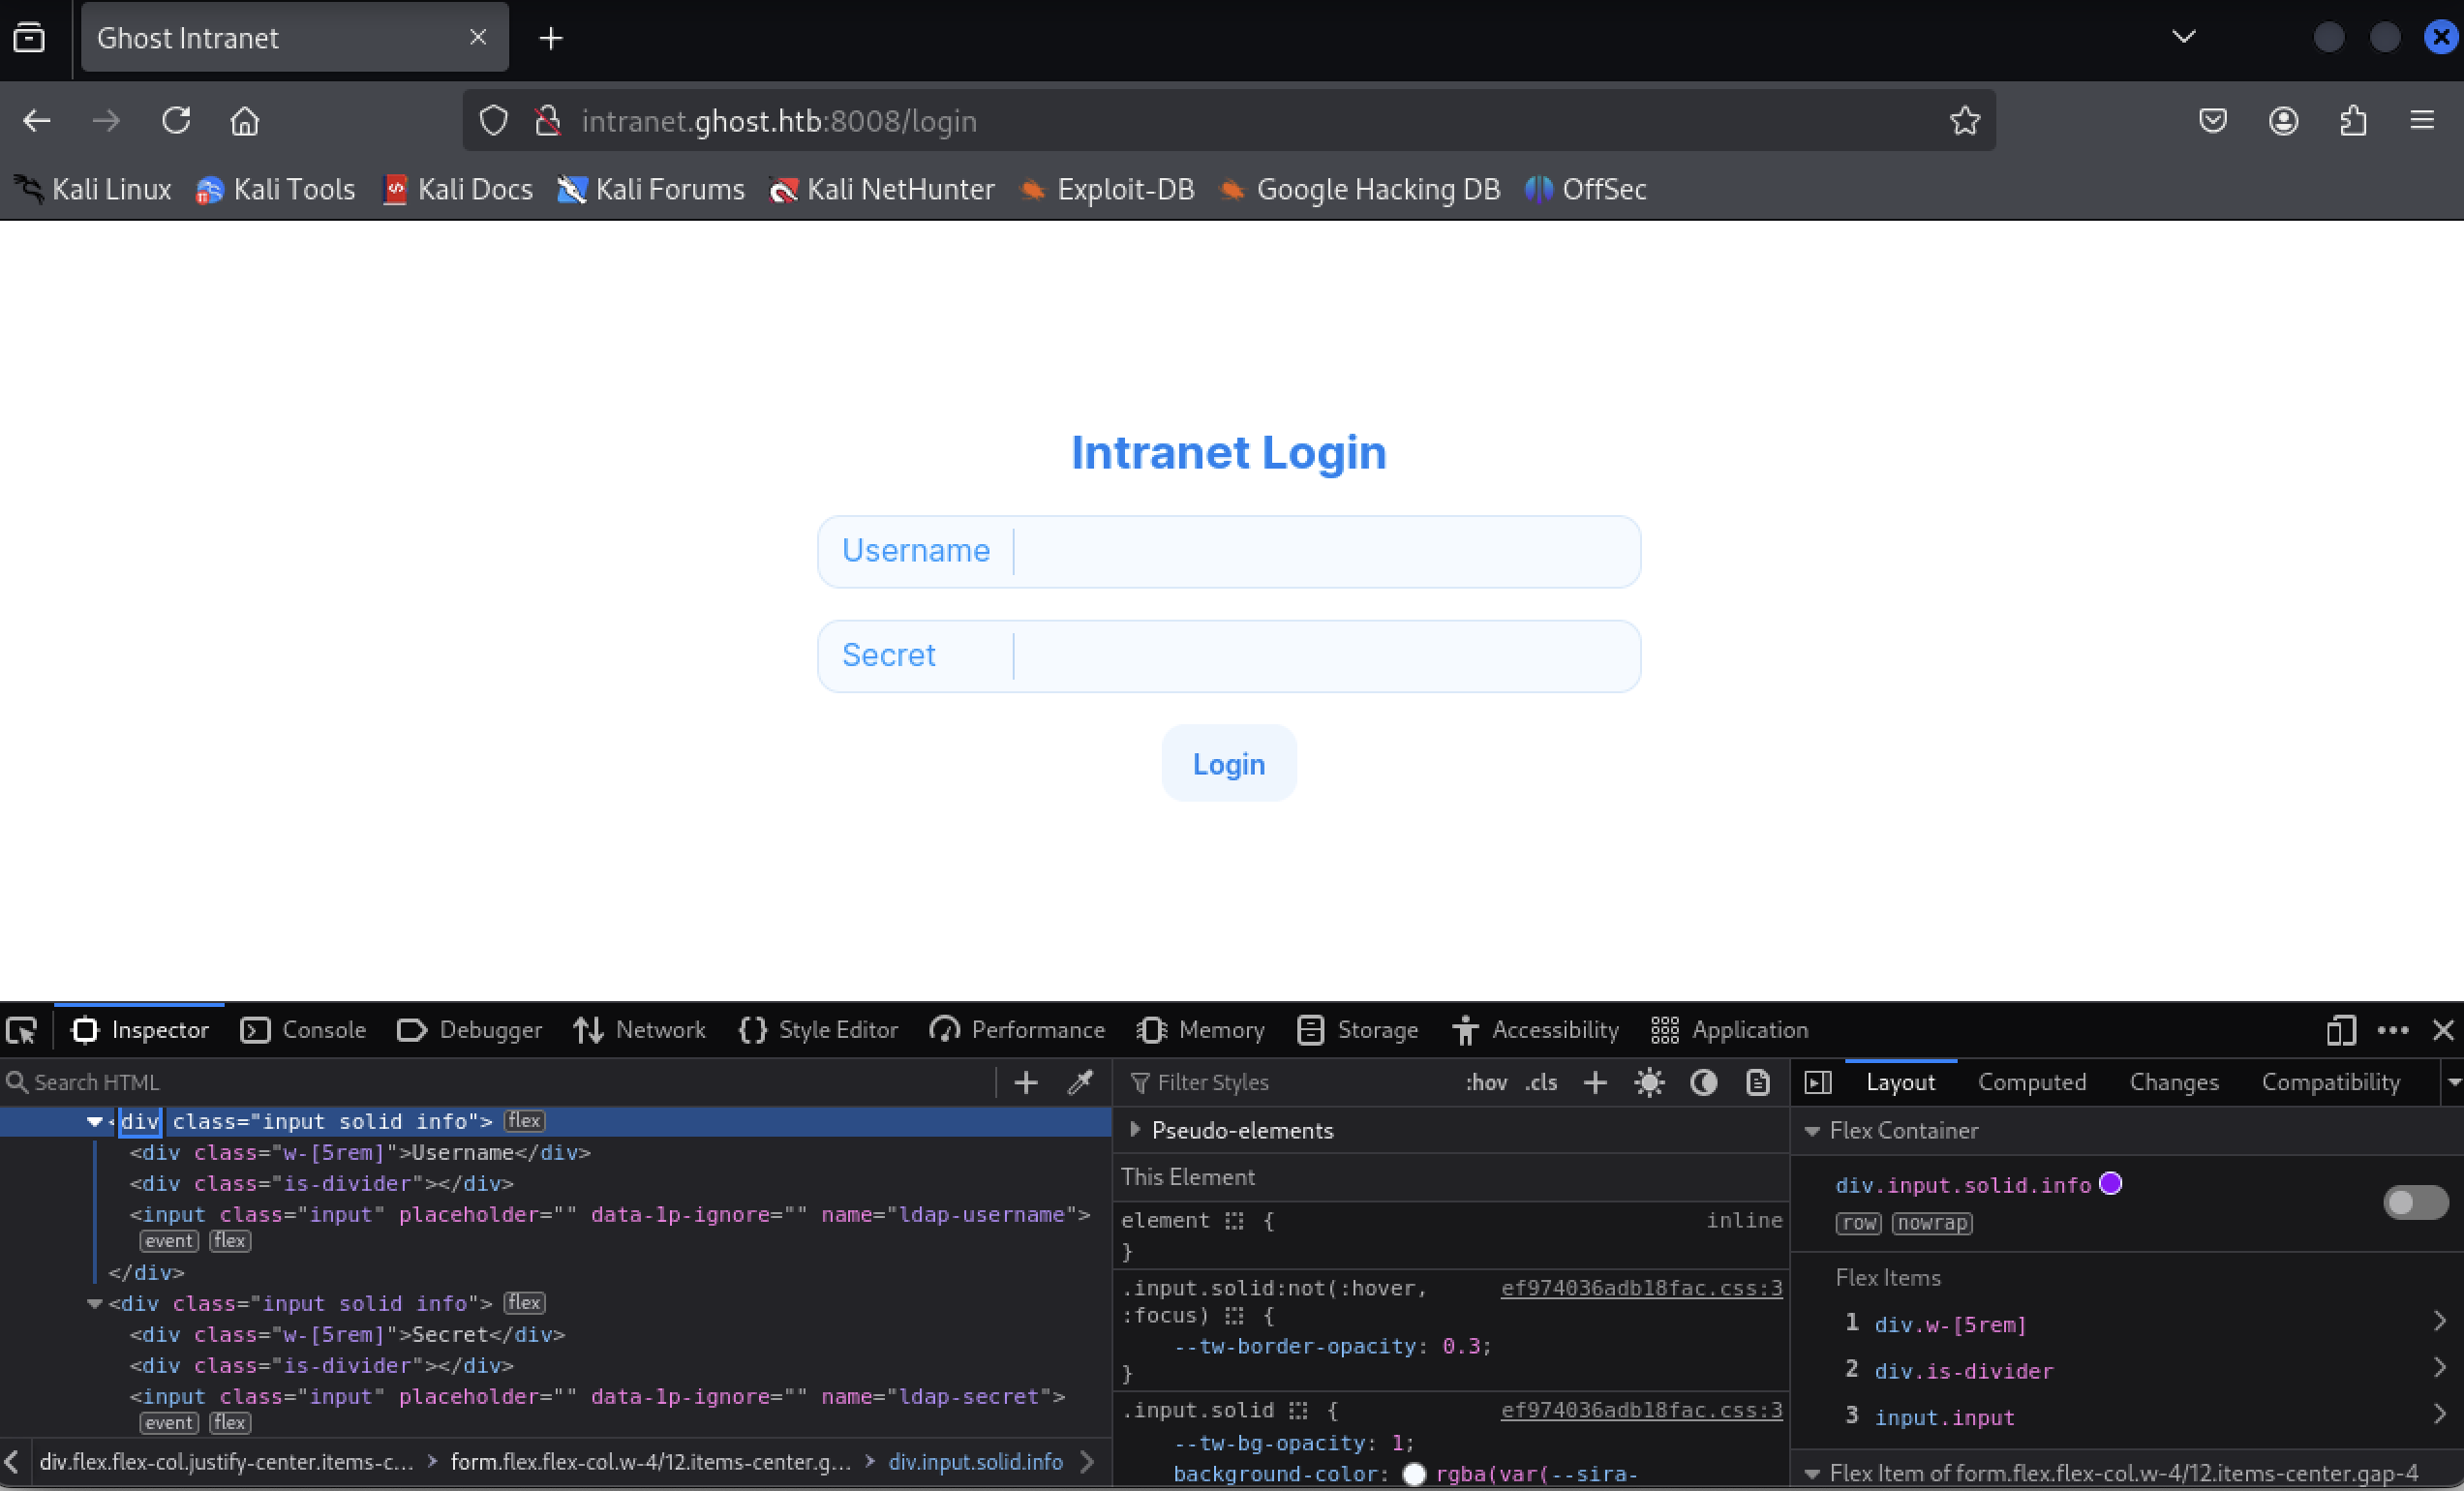 Ghost Intranet
intranet.ghost.htb:8008/login
Kali Linux Kali Tools Kali Docs Kali Forums Kali NetHunter Exploit-DB Google Hacking DB OffSec
Intranet Login
Username
Secret
Login
Inspector Console Debugger Network Style Editor Performance Memory Storage Accessibility Application
Search HTML
<div class="input solid info"> flex
<div class="w-[5rem]">Username</div>
<div class="is-divider"></div>
<input class="input" placeholder="" data-1p-ignore="" name="ldap-username">
event flex
</div>
<div class="input solid info"> flex
<div class="w-[5rem]">Secret</div>
<div class="is-divider"></div>
<input class="input" placeholder="" data-1p-ignore="" name="ldap-secret">
event flex
div.flex.flex-col.justify-center.items-c... > form.flex.flex-col.w-4/12.items-center.g... > div.input.solid.info
Filter Styles :hov .cls
Pseudo-elements
This Element
element { inline
}
.input.solid:not(:hover, ef974036adb18fac.css:3
:focus) {
--tw-border-opacity: 0.3;
}
.input.solid { ef974036adb18fac.css:3
--tw-bg-opacity: 1;
background-color: rgba(var(--sira-
Layout Computed Changes Compatibility
Flex Container
div.input.solid.info
row nowrap
Flex Items
1 div.w-[5rem]
2 div.is-divider
3 input.input
Flex Item of form.flex.flex-col.w-4/12.items-center.gap-4